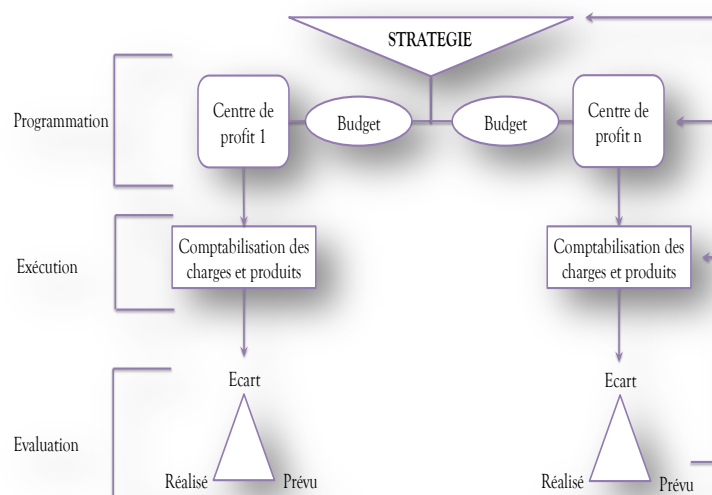 STRATEGIE
Programmation
Centre de
profit 1
Budget
Budget
Centre de
profit n
Exécution
Comptabilisation des
charges et produits
Comptabilisation des
charges et produits
Evaluation
Ecart
Réalisé
Prévu
Ecart
Réalisé
Prévu